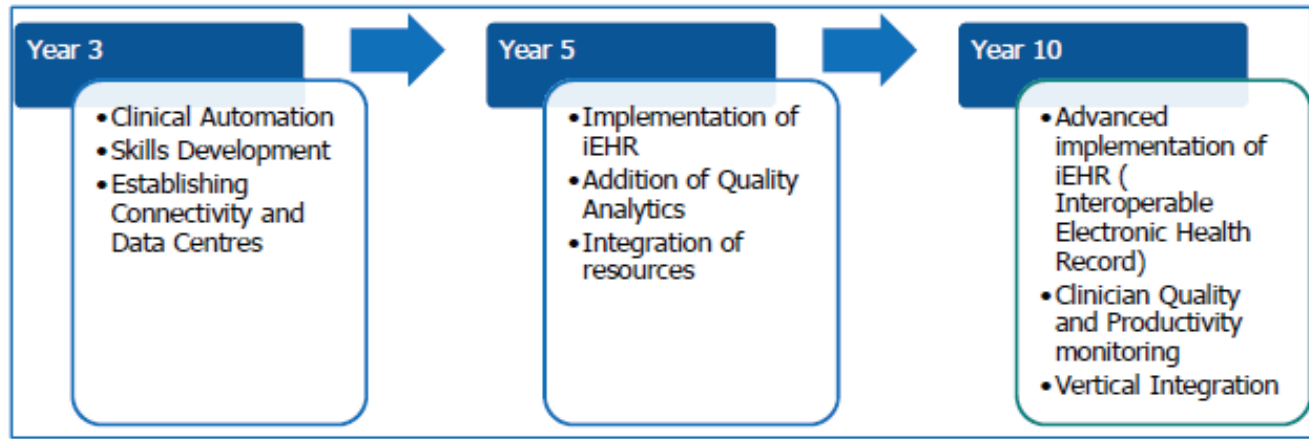 Year 3
•Clinical Automation
•Skills Development
•Establishing
Connectivity and
Data Centres
Year 5
•Implementation of
iEHR
•Addition of Quality
Analytics
•Integration of
resources
Year 10
•Advanced
implementation of
iEHR (
Interoperable
Electronic Health
Record)
•Clinician Quality
and Productivity
monitoring
•Vertical Integration